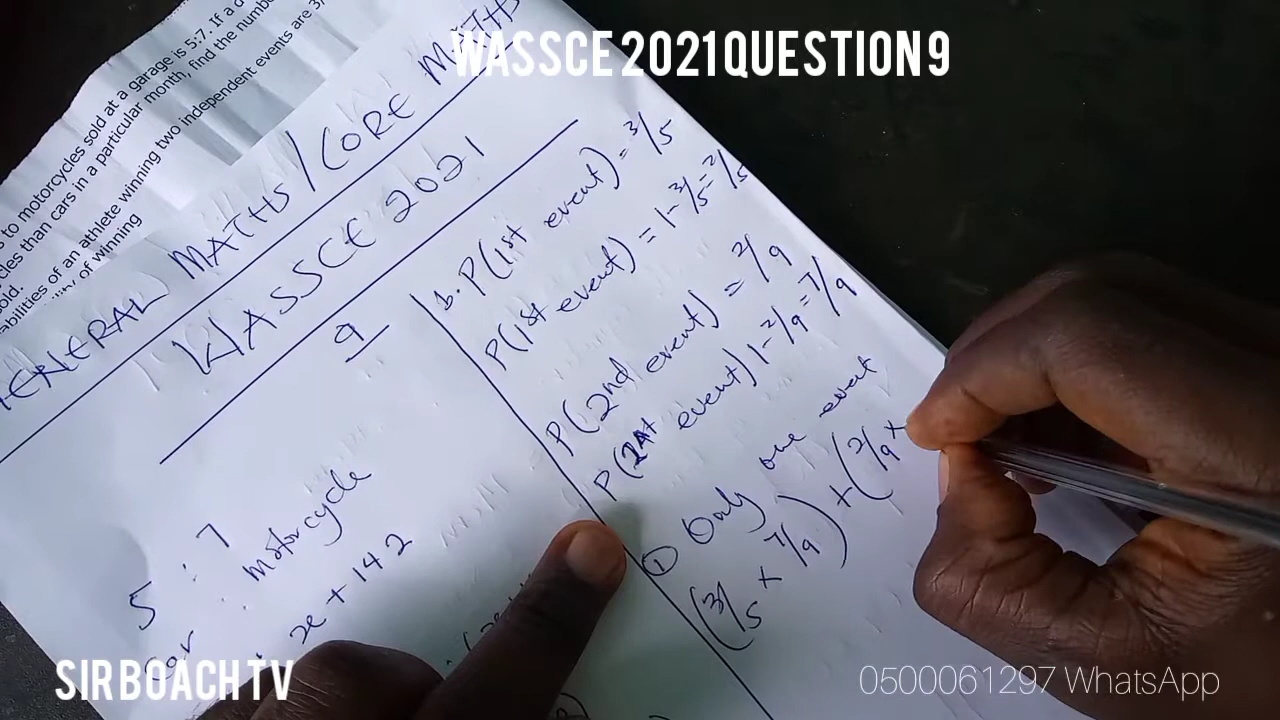 WASSCE 2021 QUESTION 9
s to motorcycles sold at a garage is 5:7. If a d
cles than cars in a particular month, find the numbe
old.
abilities of an athlete winning two independent events are 3/
of winning
GENERAL MATHS / CORE MATHS
WASSCE 2021
9
5 : 7
Car : motorcycle
: x + 142
b. P(1st event) = 3/5
P(1st event) = 1 - 3/5 = 2/5
P(2nd event) = 2/9
P(2nd event) 1 - 2/9 = 7/9
① Only one event
(3/5 × 7/9) + (2/9 ×
SIR BOACH TV
0500061297 WhatsApp